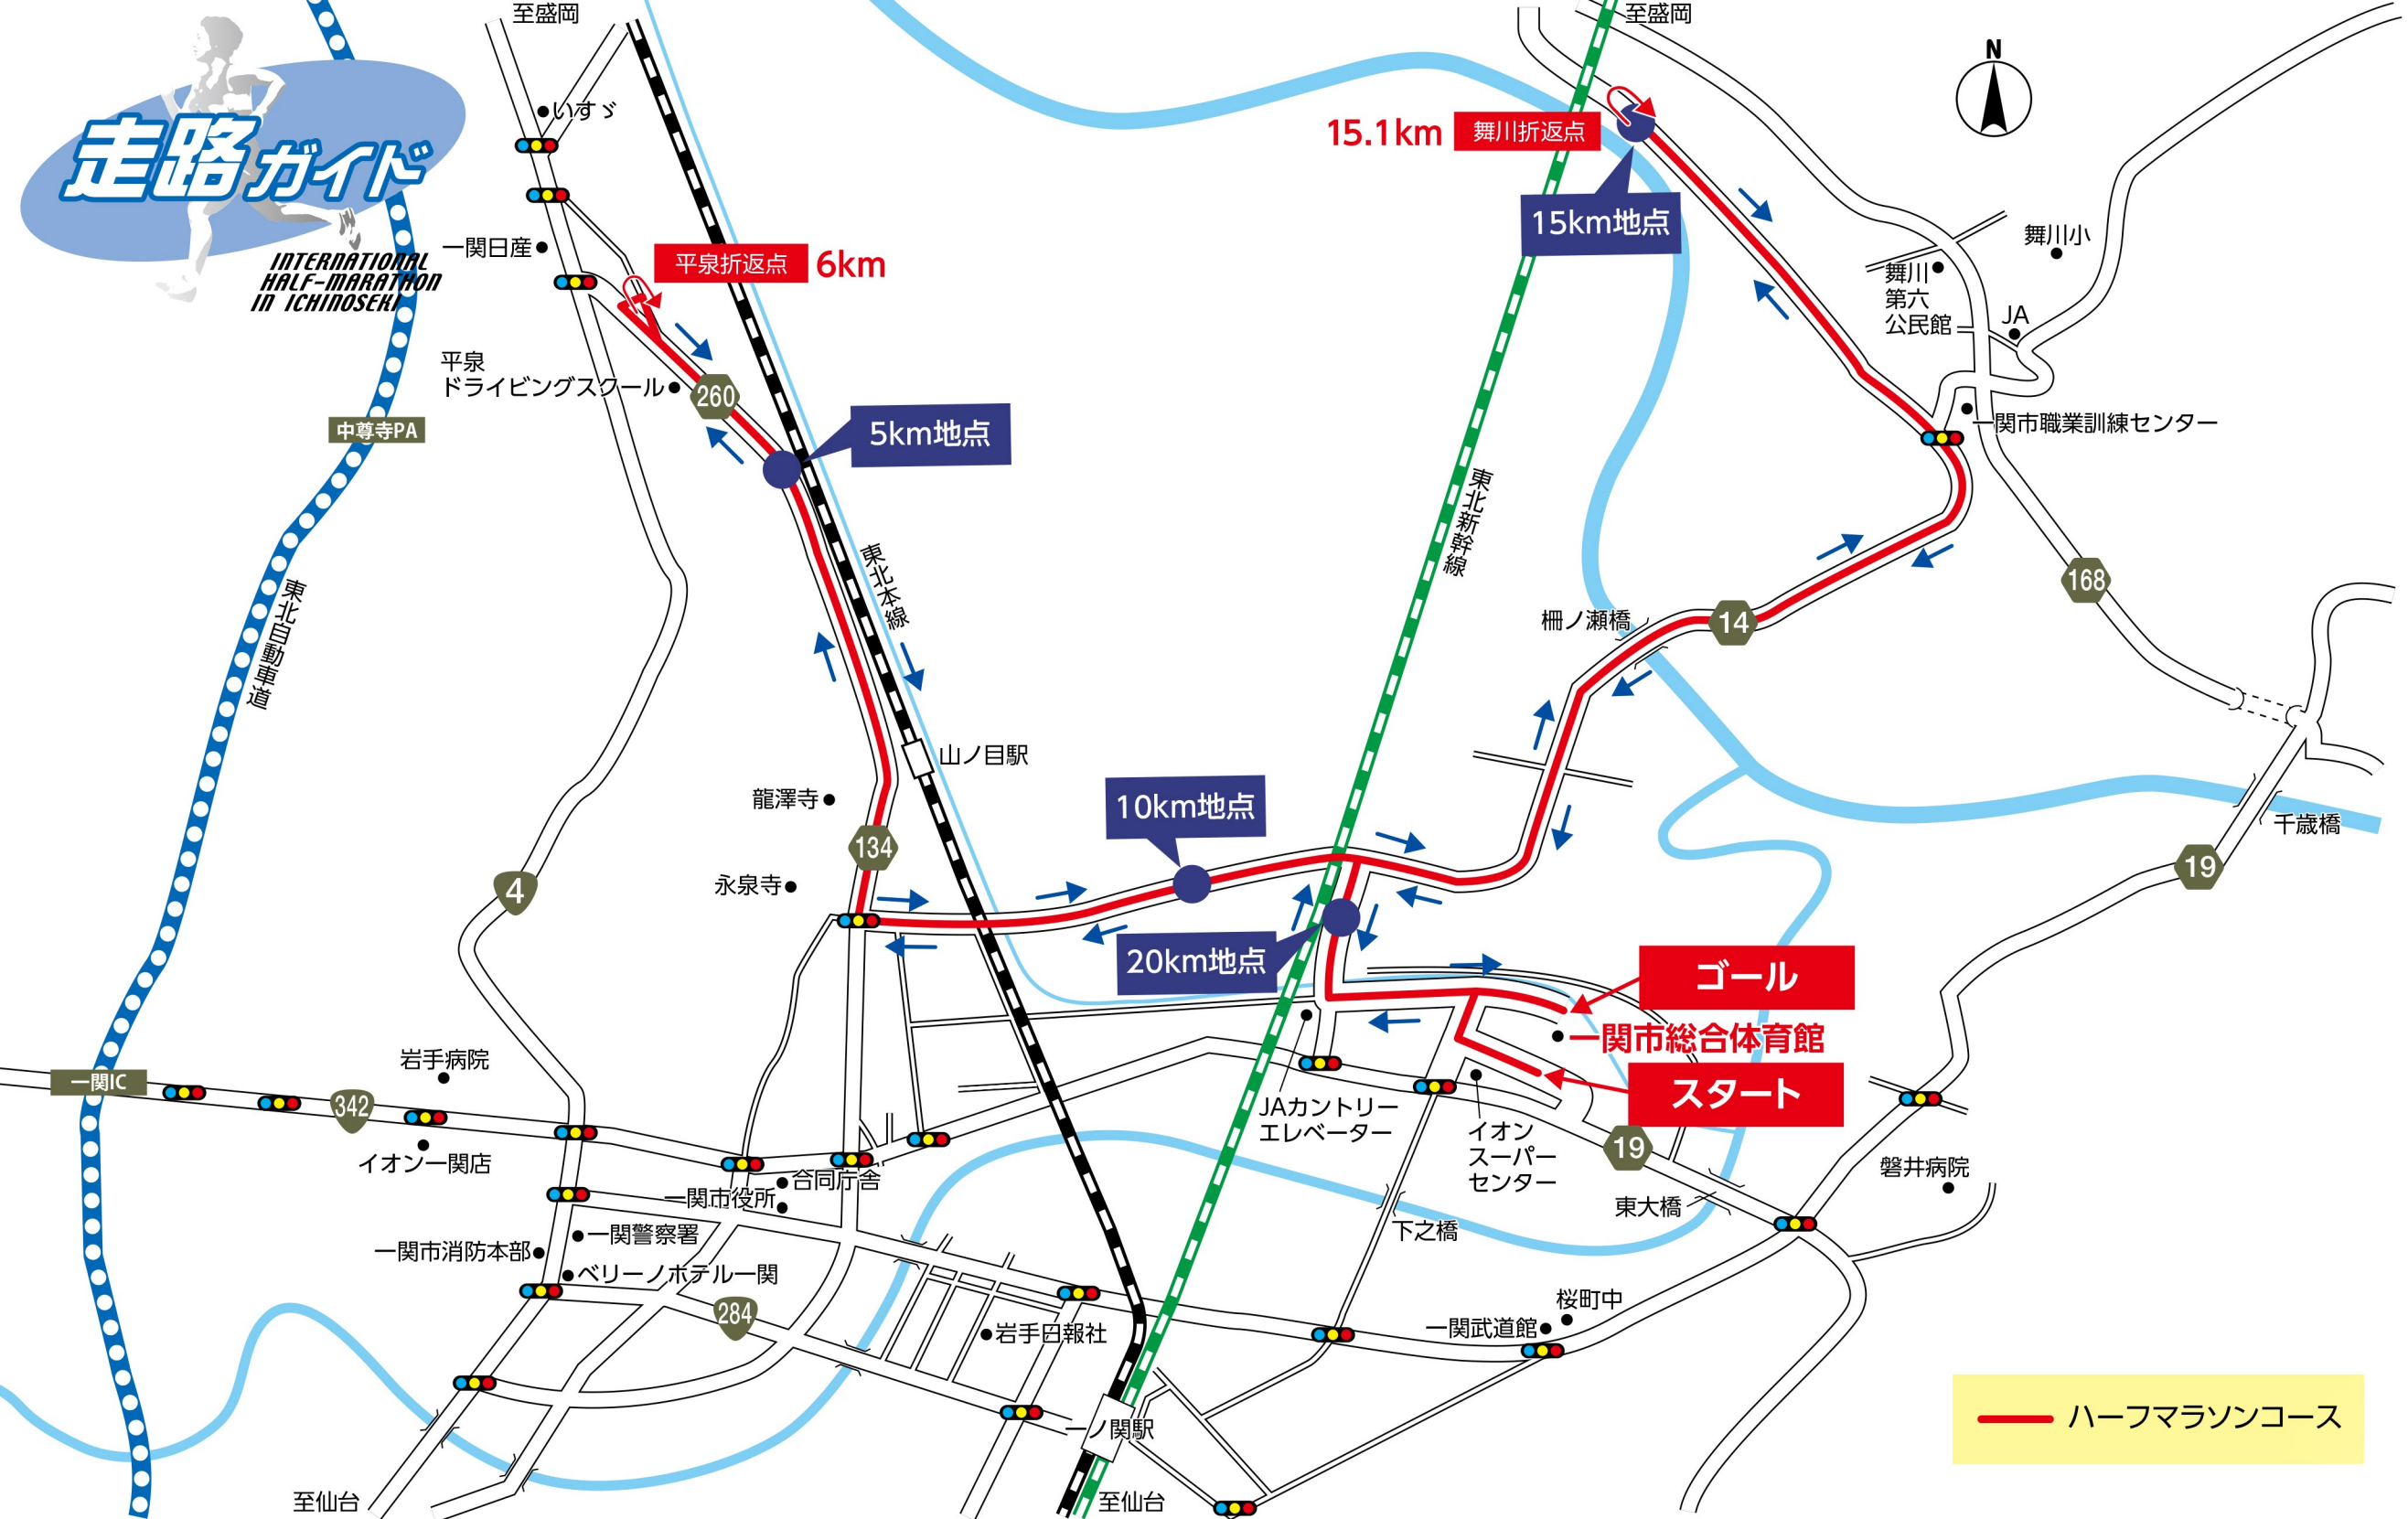 至盛岡
至盛岡
N
いすゞ
走路ガイド
15.1km
舞川折返点
15km地点
INTERNATIONAL
HALF-MARATHON
IN ICHINOSEKI
一関日産
平泉折返点
6km
舞川小
舞川
第六
公民館
JA
平泉
ドライビングスクール
260
中尊寺PA
5km地点
一関市職業訓練センター
東北新幹線
東北本線
東北自動車道
168
柵ノ瀬橋
14
山ノ目駅
龍澤寺
10km地点
134
千歳橋
19
永泉寺
4
20km地点
ゴール
一関市総合体育館
スタート
岩手病院
一関IC
342
イオン一関店
JAカントリー
エレベーター
イオン
スーパー
センター
19
東大橋
磐井病院
合同庁舎
一関市役所
一関警察署
一関市消防本部
ベリーノホテル一関
下之橋
284
岩手日報社
桜町中
一関武道館
一ノ関駅
ハーフマラソンコース
至仙台
至仙台